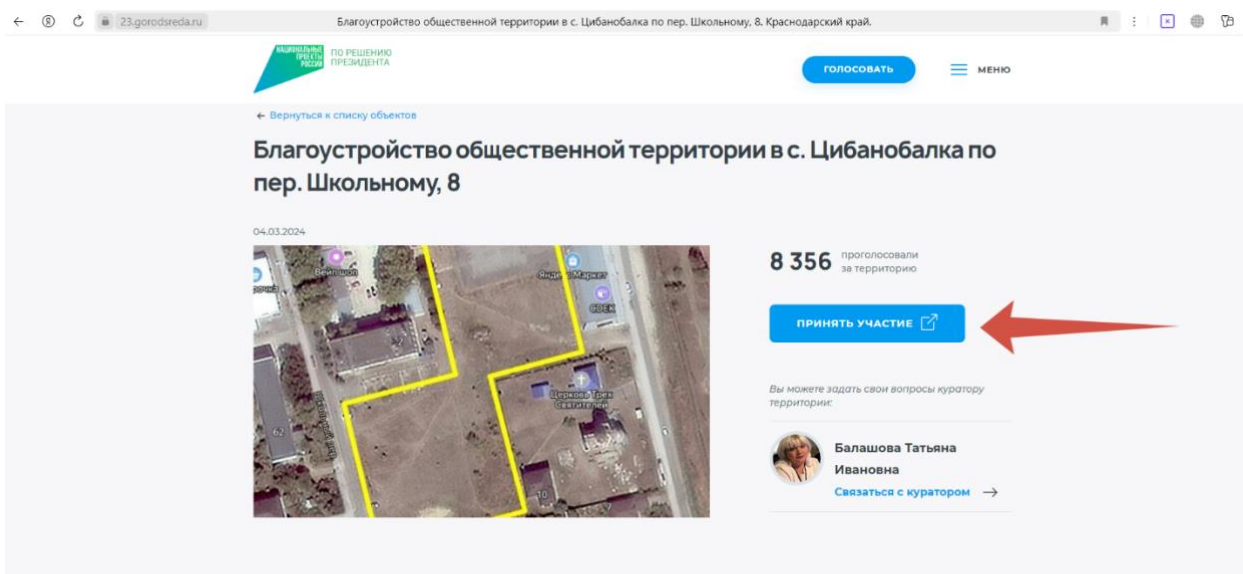 23.gorodsreda.ru
Благоустройство общественной территории в с. Цибанобалка по пер. Школьному, 8. Краснодарский край.
НАЦИОНАЛЬНЫЕ
ПРОЕКТЫ
РОССИИ
ПО РЕШЕНИЮ
ПРЕЗИДЕНТА
ГОЛОСОВАТЬ
МЕНЮ
← Вернуться к списку объектов
Благоустройство общественной территории в с. Цибанобалка по
пер. Школьному, 8
04.03.2024
Вейп шоп
Яндекс Маркет
CDEK
Церковь Трех
Святителей
62
10
8 356 проголосовали
за территорию
ПРИНЯТЬ УЧАСТИЕ
Вы можете задать свои вопросы куратору
территории:
Балашова Татьяна
Ивановна
Связаться с куратором →